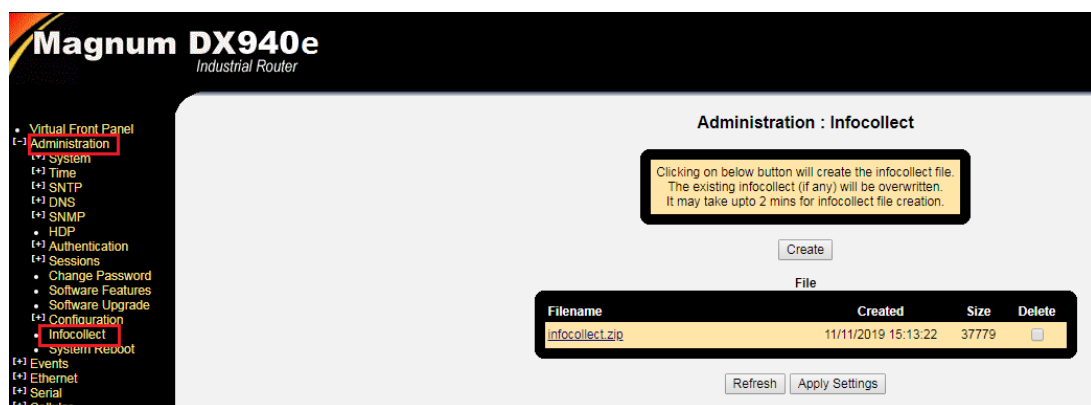 Magnum DX940e
Industrial Router
Virtual Front Panel
[-] Administration
[+] System
[+] Time
[+] SNTP
[+] DNS
[+] SNMP
HDP
[+] Authentication
[+] Sessions
Change Password
Software Features
Software Upgrade
[+] Configuration
Infocollect
System Reboot
[+] Events
[+] Ethernet
[+] Serial
Administration : Infocollect
Clicking on below button will create the infocollect file.
The existing infocollect (if any) will be overwritten.
It may take upto 2 mins for infocollect file creation.
Create
File
Filename Created Size Delete
infocollect.zip 11/11/2019 15:13:22 37779
Refresh Apply Settings